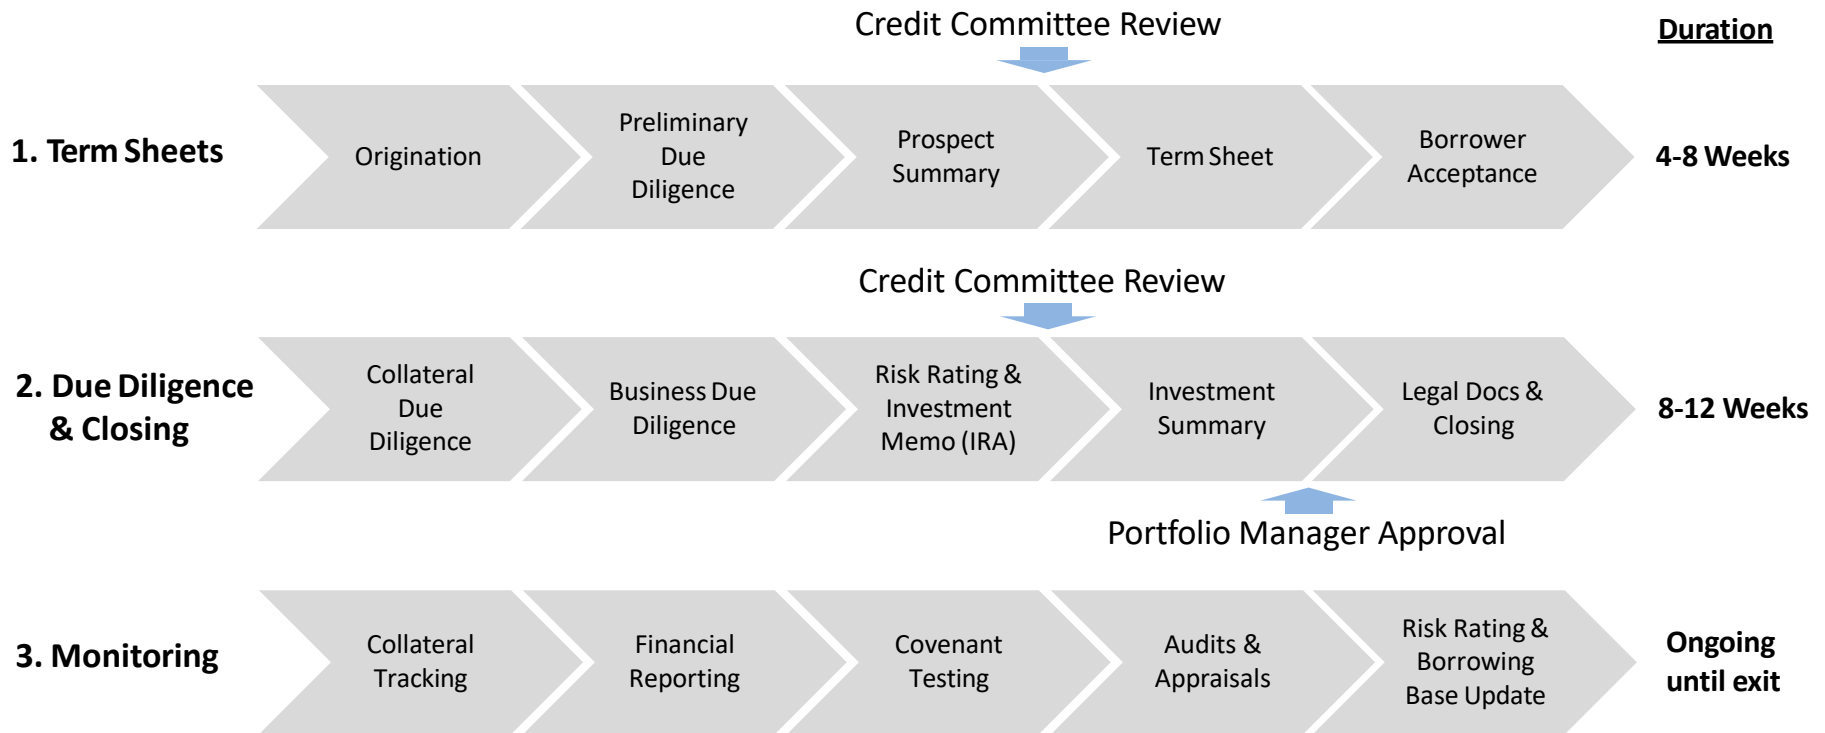 Credit Committee Review
Duration
1. Term Sheets
Origination
Preliminary
Due
Diligence
Prospect
Summary
Term Sheet
Borrower
Acceptance
4-8 Weeks
Credit Committee Review
2. Due Diligence
& Closing
Collateral
Due
Diligence
Business Due
Diligence
Risk Rating &
Investment
Memo (IRA)
Investment
Summary
Legal Docs &
Closing
8-12 Weeks
Portfolio Manager Approval
3. Monitoring
Collateral
Tracking
Financial
Reporting
Covenant
Testing
Audits &
Appraisals
Risk Rating &
Borrowing
Base Update
Ongoing
until exit